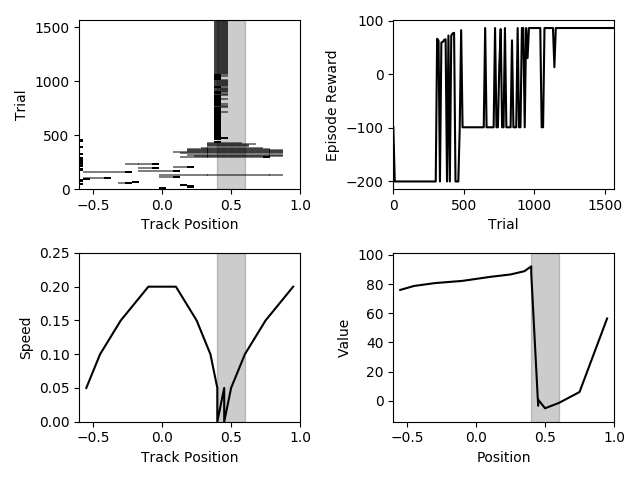 1500
1000
500
0
Trial
−0.5 0.0 0.5 1.0
Track Position
100
0
−100
−200
Episode Reward
0 500 1000 1500
Trial
0.25
0.20
0.15
0.10
0.05
0.00
Speed
−0.5 0.0 0.5 1.0
Track Position
100
80
60
40
20
0
Value
−0.5 0.0 0.5 1.0
Position